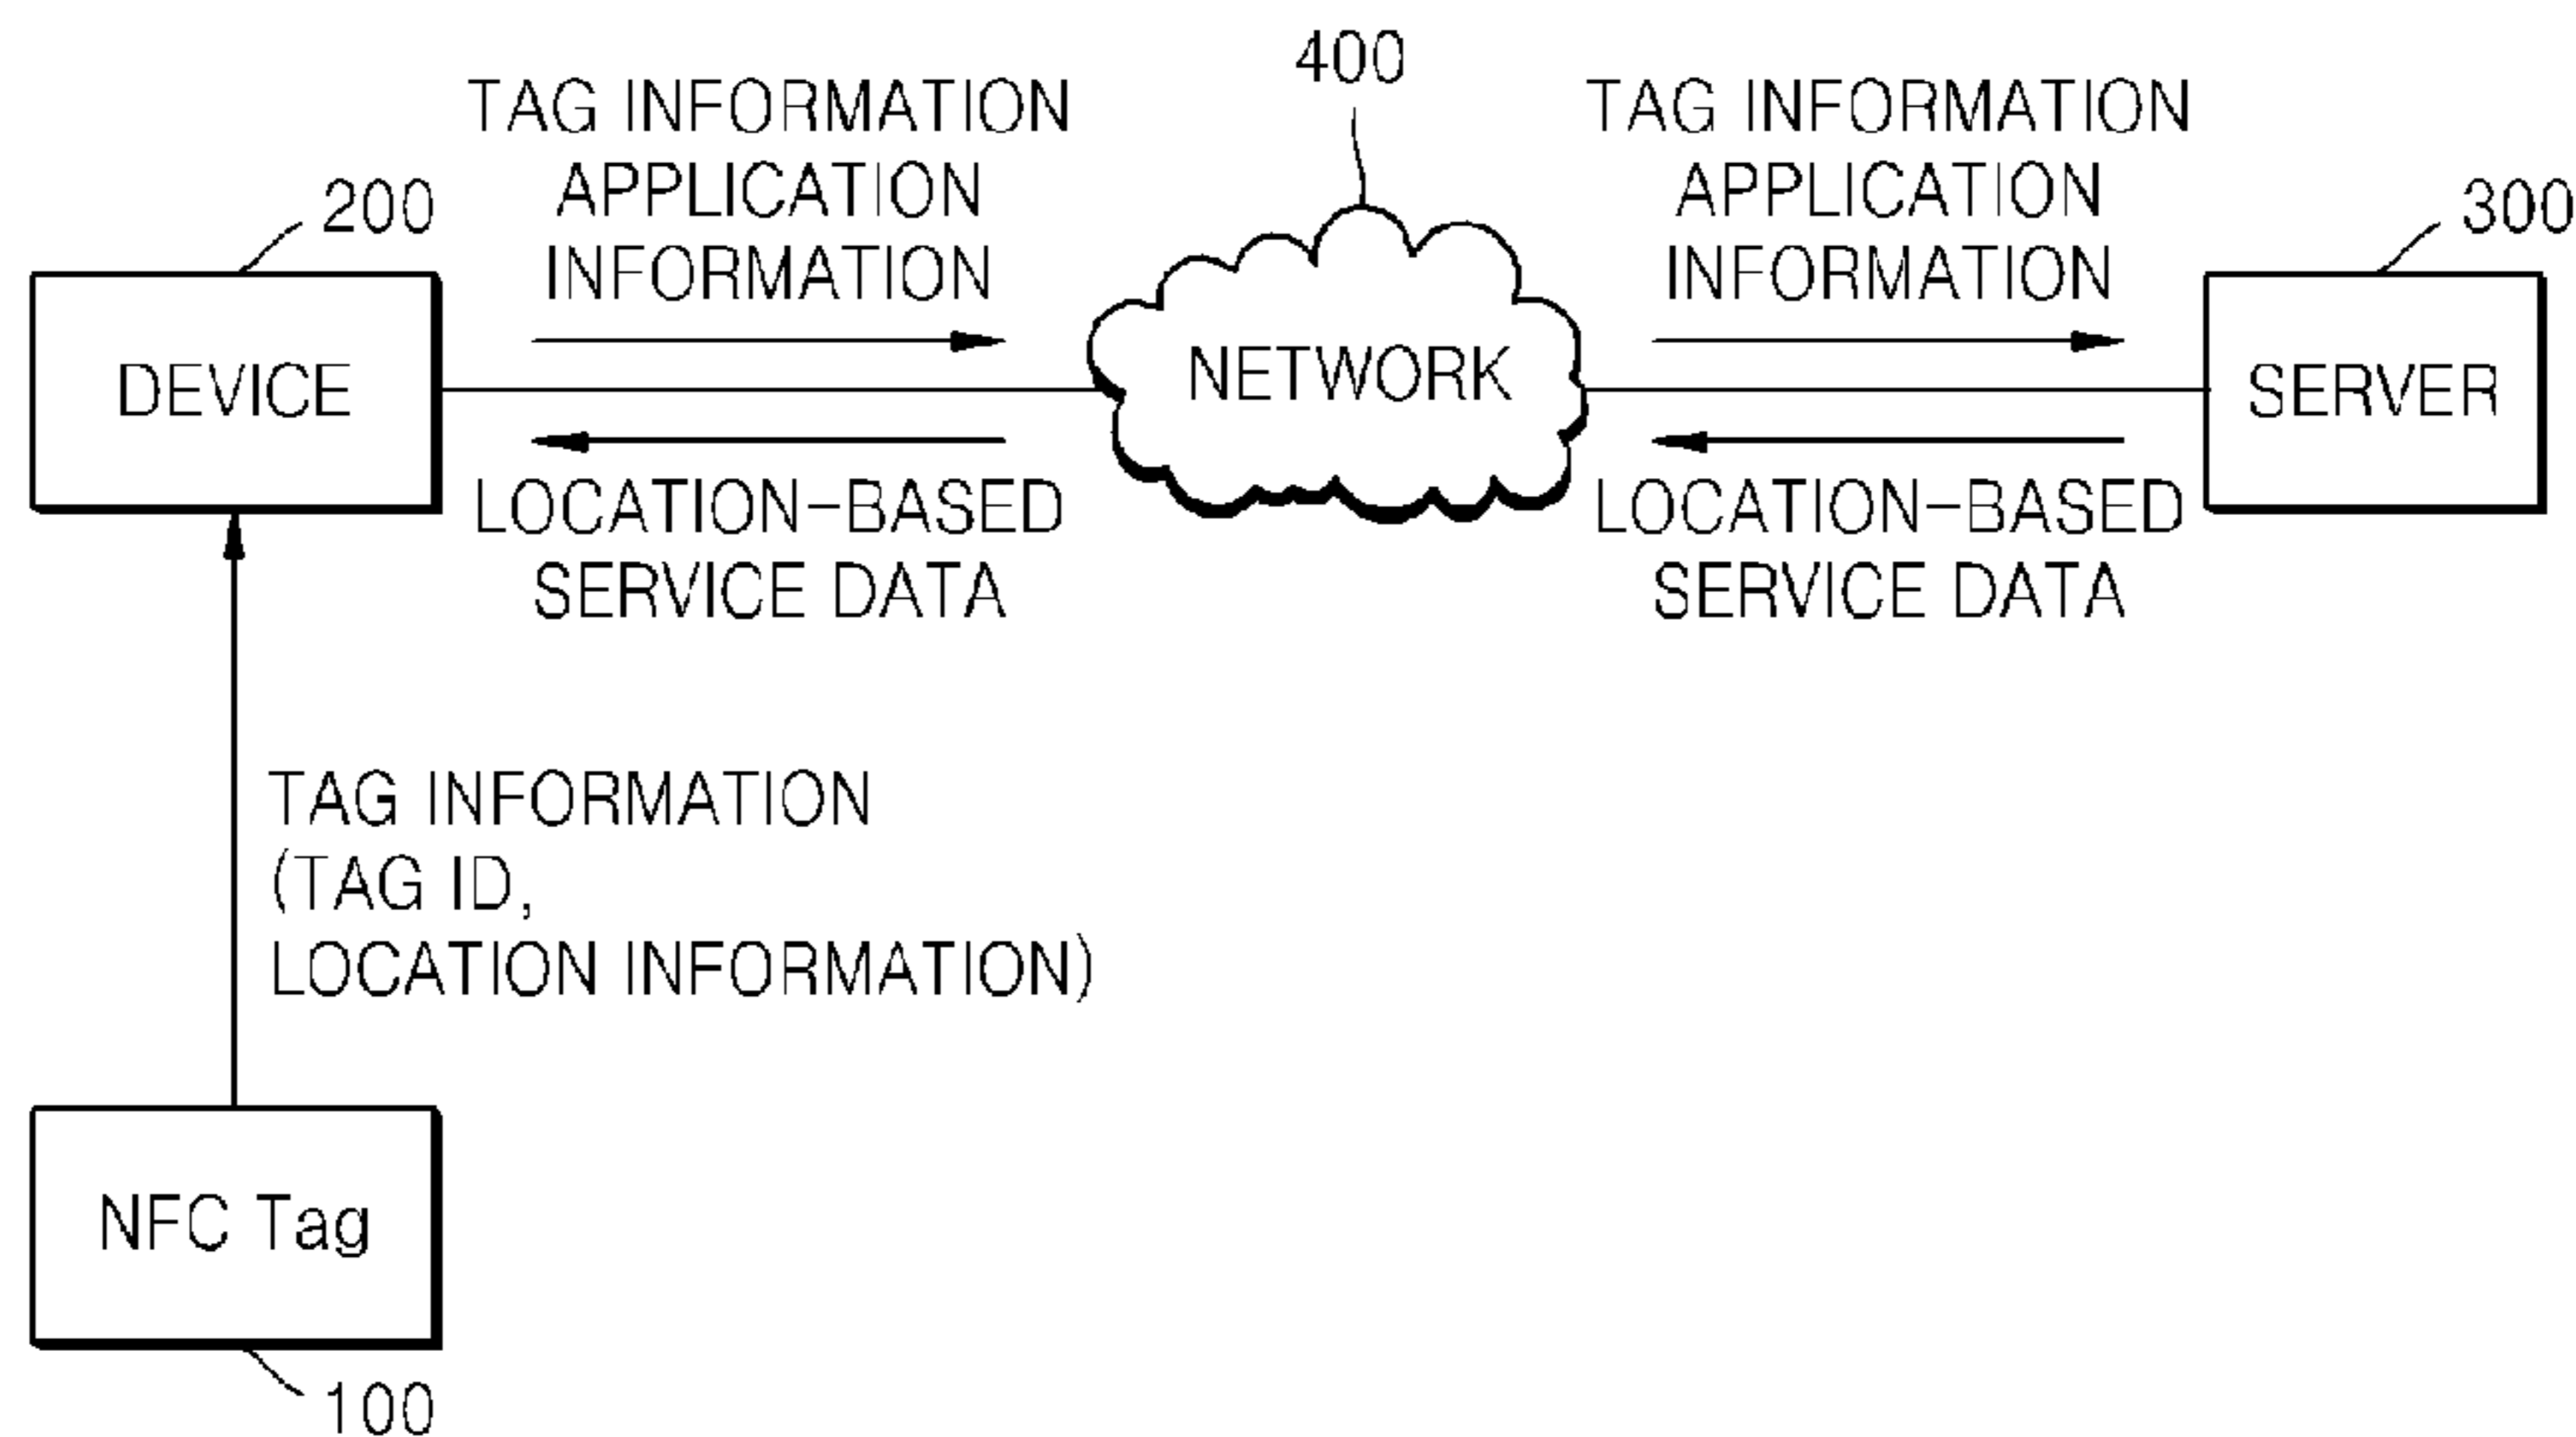 400
TAG INFORMATION
APPLICATION
INFORMATION
TAG INFORMATION
APPLICATION
INFORMATION
200
300
DEVICE
NETWORK
SERVER
LOCATION-BASED
SERVICE DATA
LOCATION-BASED
SERVICE DATA
TAG INFORMATION
(TAG ID,
LOCATION INFORMATION)
NFC Tag
100